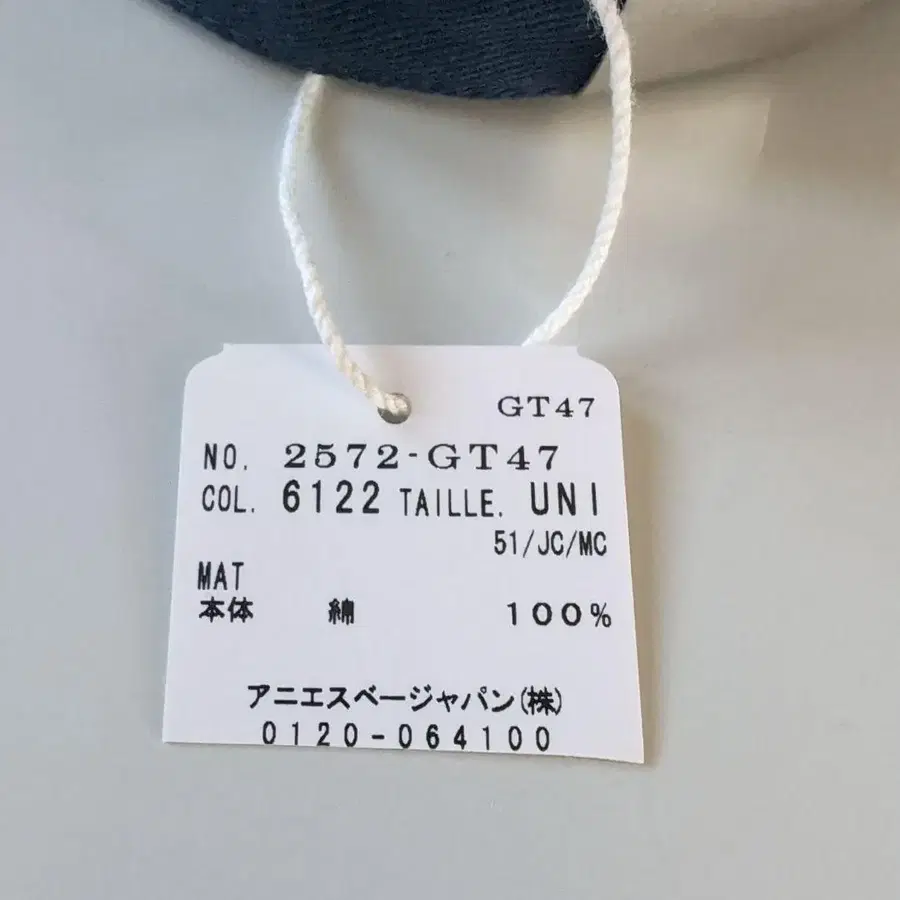 GT47
NO. 2572-GT47
COL. 6122 TAILLE. UNI
51/JC/MC
MAT
本体 綿 100%
アニエスベージャパン(株)
0120-064100